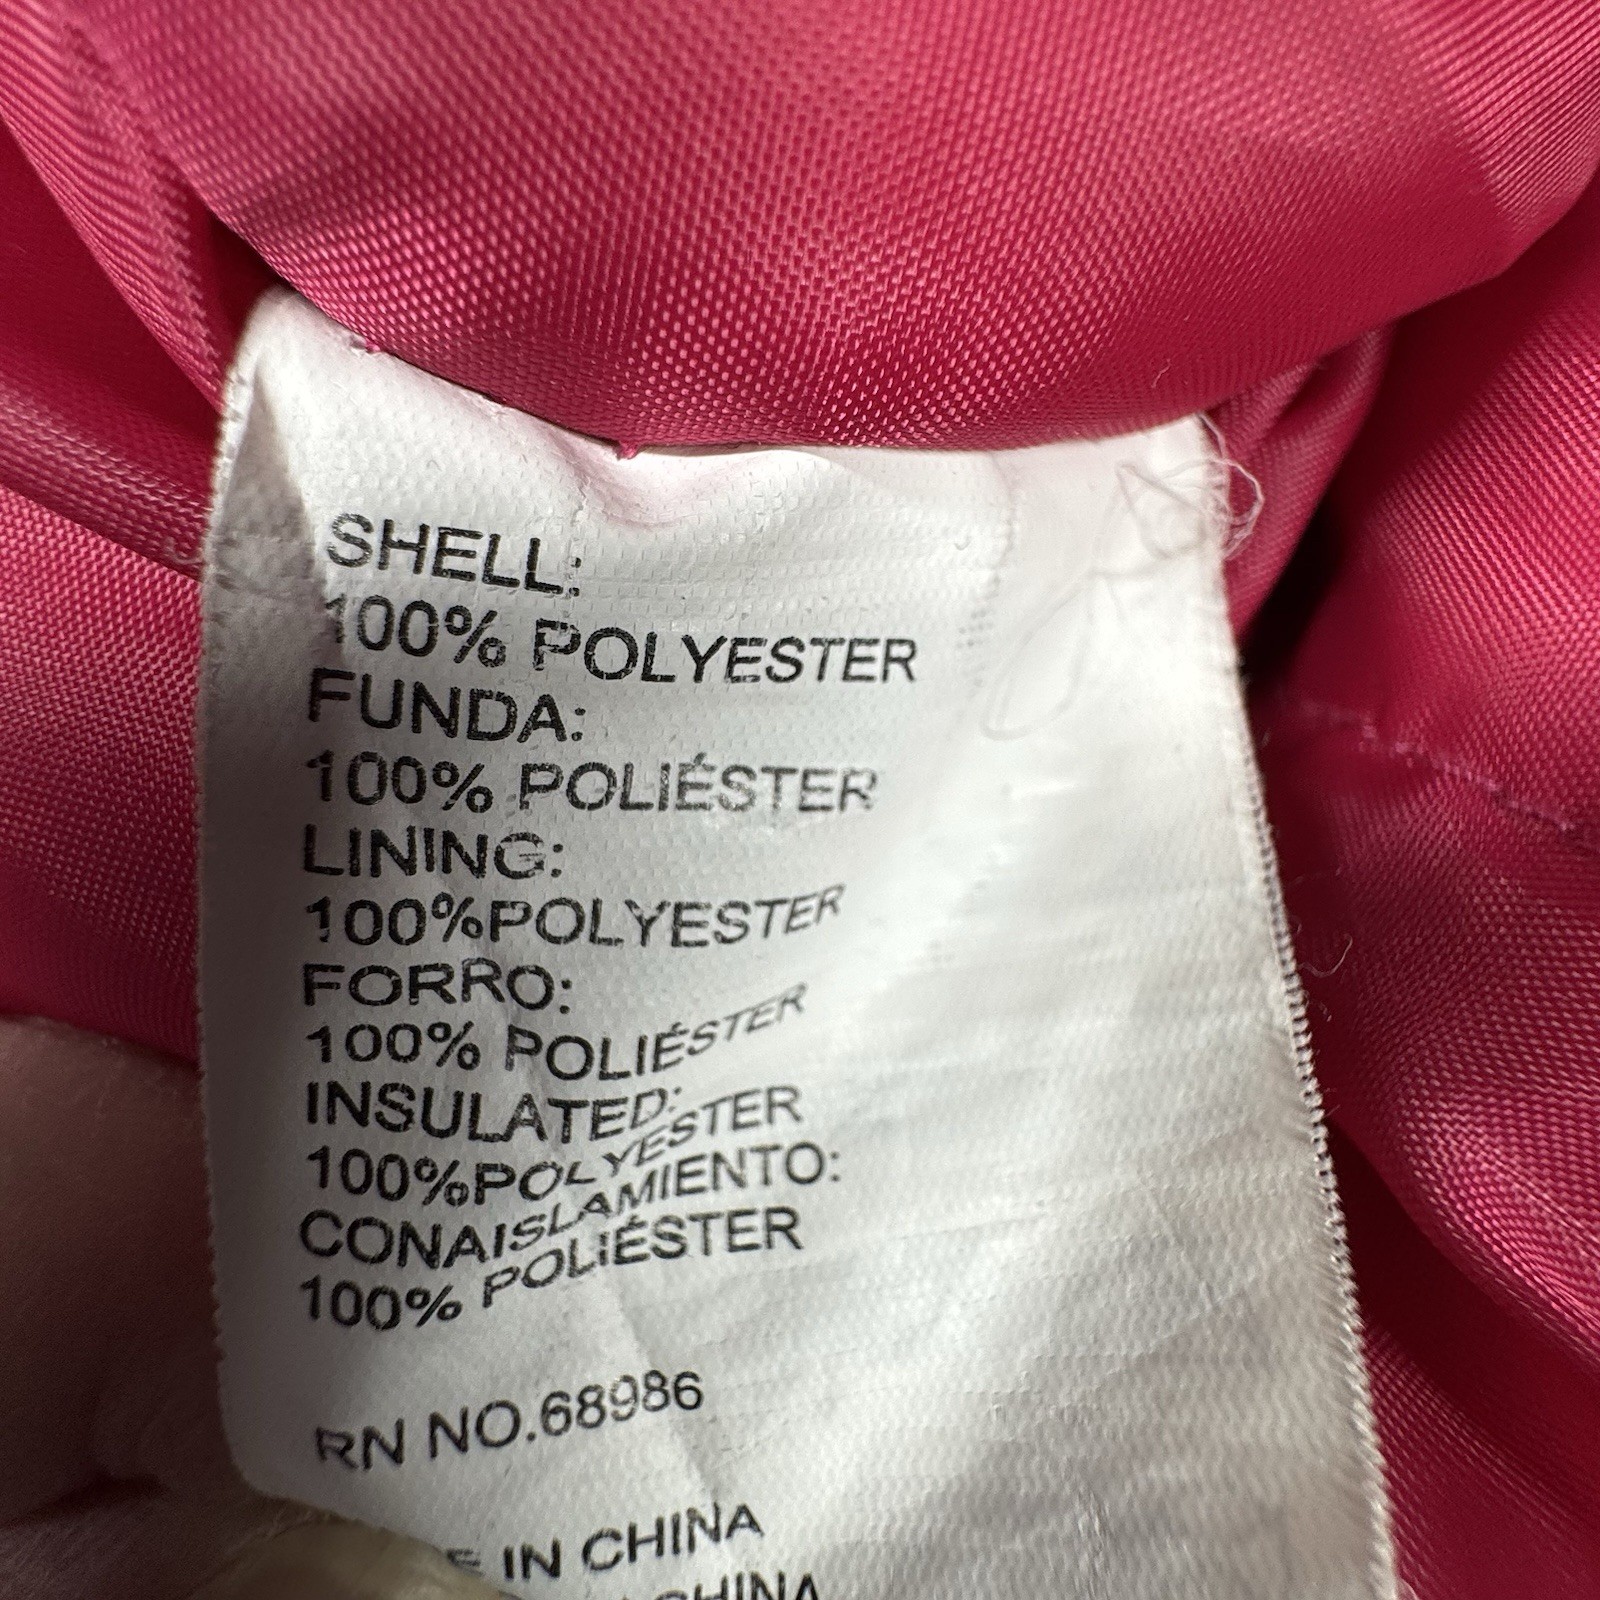 SHELL:
100% POLYESTER
FUNDA:
100% POLIÉSTER
LINING:
100%POLYESTER
FORRO:
100% POLIÉSTER
INSULATED:
100%POLYESTER
CONAISLAMIENTO:
100% POLIÉSTER
RN NO.68986
IN CHINA
CHINA